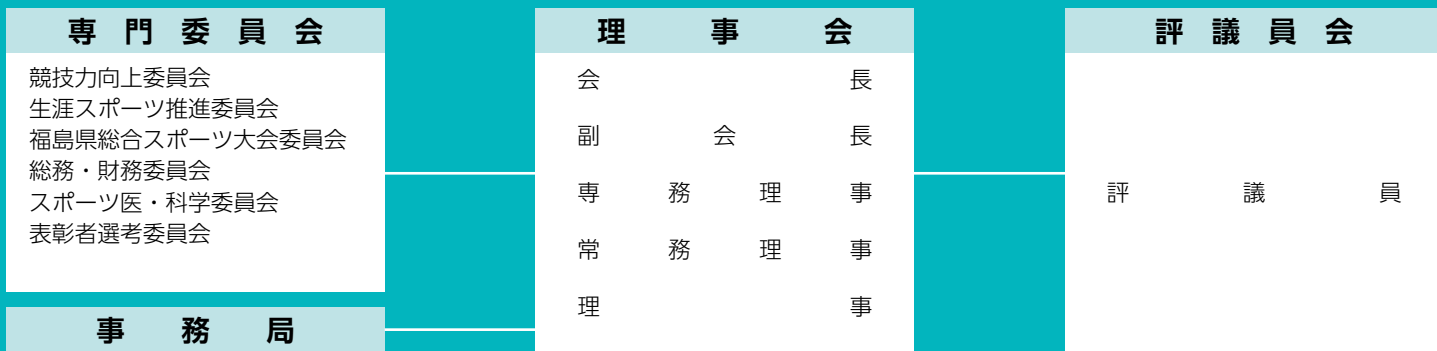 専門委員会
競技力向上委員会
生涯スポーツ推進委員会
福島県総合スポーツ大会委員会
総務・財務委員会
スポーツ医・科学委員会
表彰者選考委員会
事務局
理事会
会長
副会長
専務理事
常務理事
理事
評議員会
評議員